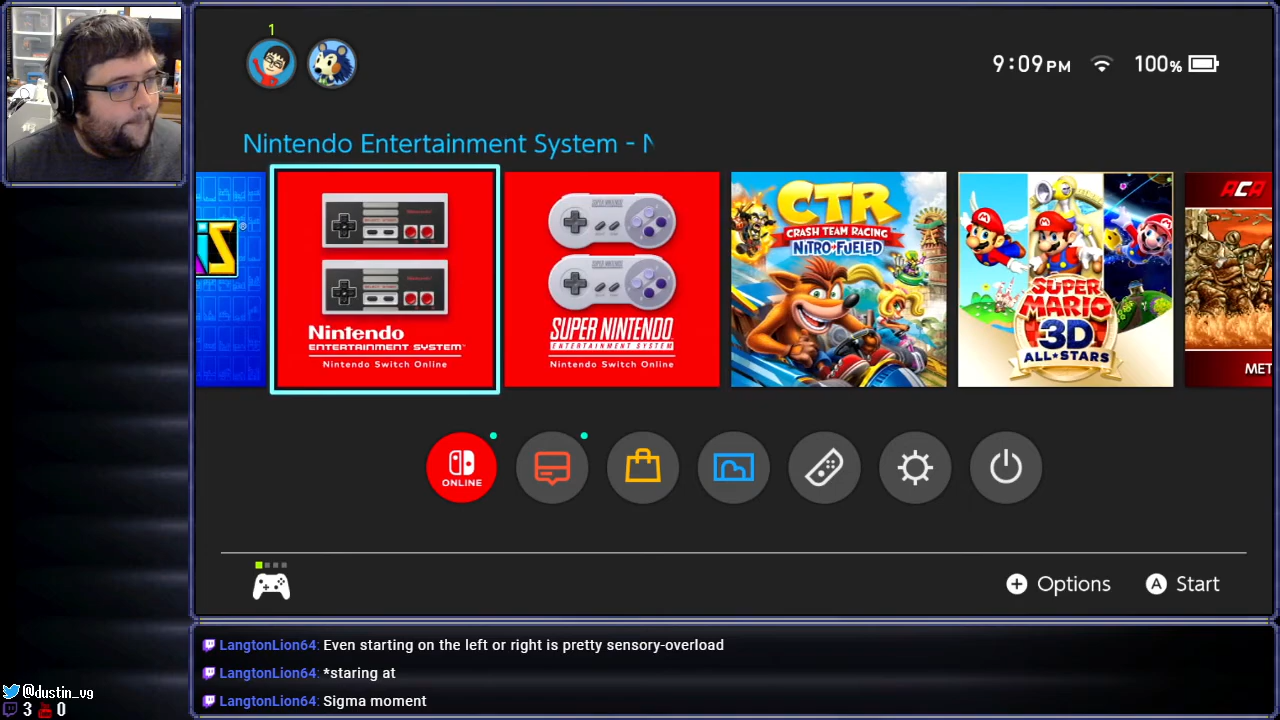 1
9:09 PM
100%
Nintendo Entertainment System - N
iS
Nintendo
ENTERTAINMENT SYSTEM™
Nintendo Switch Online
SUPER NINTENDO
ENTERTAINMENT SYSTEM
Nintendo Switch Online
CTR
CRASH TEAM RACING
NITRO-FUELED
SUPER MARIO
3D
ALL★STARS
ACA
MET
ONLINE
+ Options
A Start
LangtonLion64: Even starting on the left or right is pretty sensory-overload
LangtonLion64: *staring at
LangtonLion64: Sigma moment
@dustin_vg
3 0